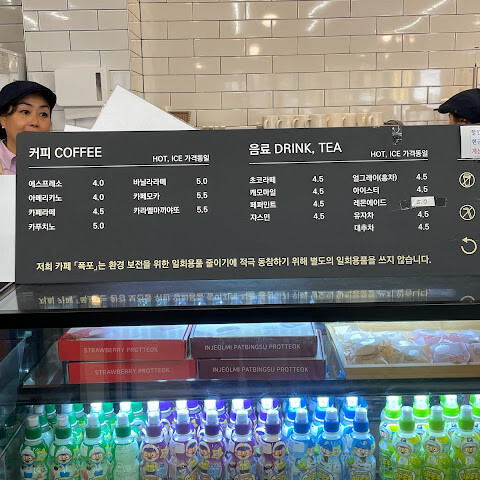 커피 COFFEE
HOT, ICE 가격동일
에스프레소 4.0
아메리카노 4.0
카페라떼 4.5
카푸치노 5.0
바닐라라떼 5.0
카페모카 5.5
카라멜마끼야또 5.5
음료 DRINK, TEA
HOT, ICE 가격동일
초코라떼 4.5
캐모마일 4.5
페퍼민트 4.5
쟈스민 4.5
얼그레이(홍차) 4.5
아이스티 4.5
레몬에이드 5.0
유자차 4.5
대추차 4.5
저희 카페 「폭포」는 환경 보전을 위한 일회용품 줄이기에 적극 동참하기 위해 별도의 일회용품을 쓰지 않습니다.
STRAWBERRY PROTTEOK
INJEOLMI PATBINGSU PROTTEOK
STRAWBERRY PROTTEOK
INJEOLMI PATBINGSU PROTTEOK